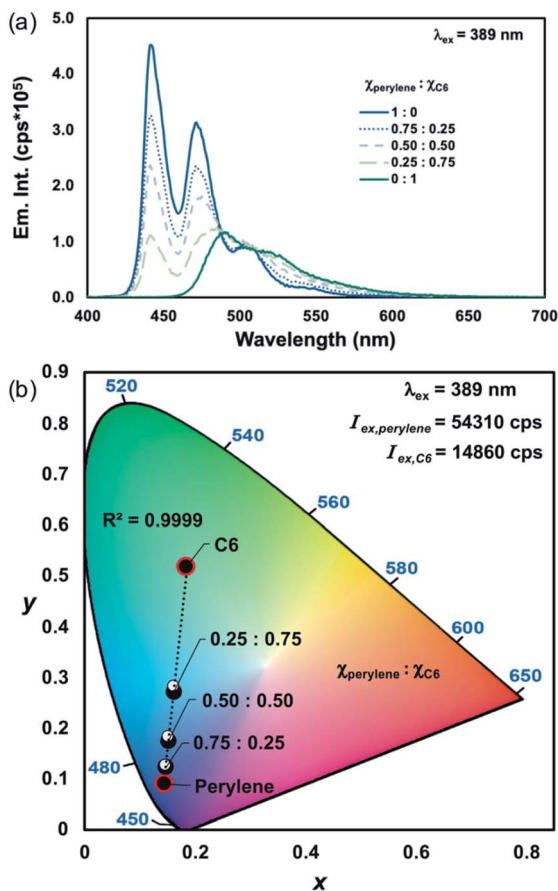 (a)
λex = 389 nm
χperylene : χC6
1 : 0
0.75 : 0.25
0.50 : 0.50
0.25 : 0.75
0 : 1
Em. Int. (cps*10⁵)
5.0
4.0
3.0
2.0
1.0
0.0
400 450 500 550 600 650 700
Wavelength (nm)
(b)
λex = 389 nm
Iex,perylene = 54310 cps
Iex,C6 = 14860 cps
0.9
0.8
0.7
0.6
0.5
0.4
0.3
0.2
0.1
0
y
520
540
560
580
600
650
480
450
R² = 0.9999
C6
0.25 : 0.75
χperylene : χC6
0.50 : 0.50
0.75 : 0.25
Perylene
0 0.2 0.4 0.6 0.8
x